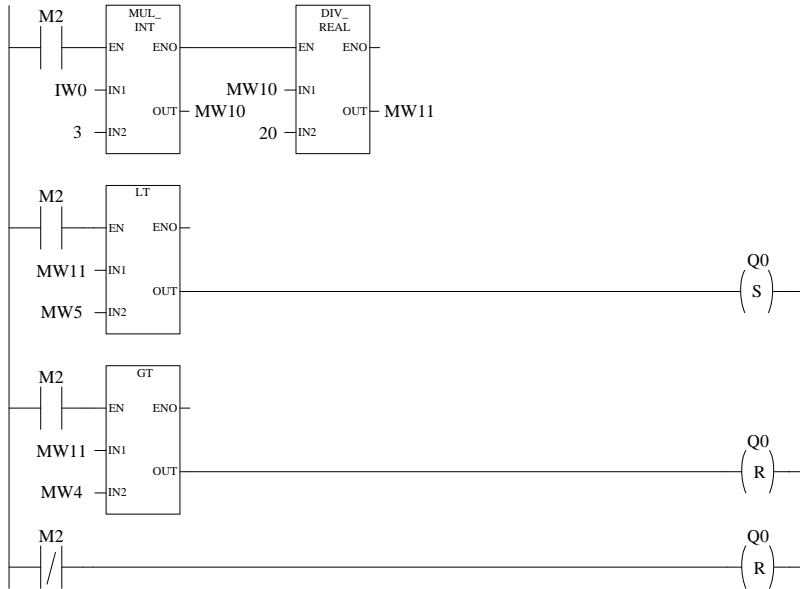 M2
MUL_
INT
DIV_
REAL
EN ENO
EN ENO
IW0 IN1
MW10 IN1
OUT MW10
OUT MW11
3 IN2
20 IN2
M2
LT
EN ENO
MW11 IN1
OUT
MW5 IN2
Q0
S
M2
GT
EN ENO
MW11 IN1
OUT
MW4 IN2
Q0
R
M2
Q0
R